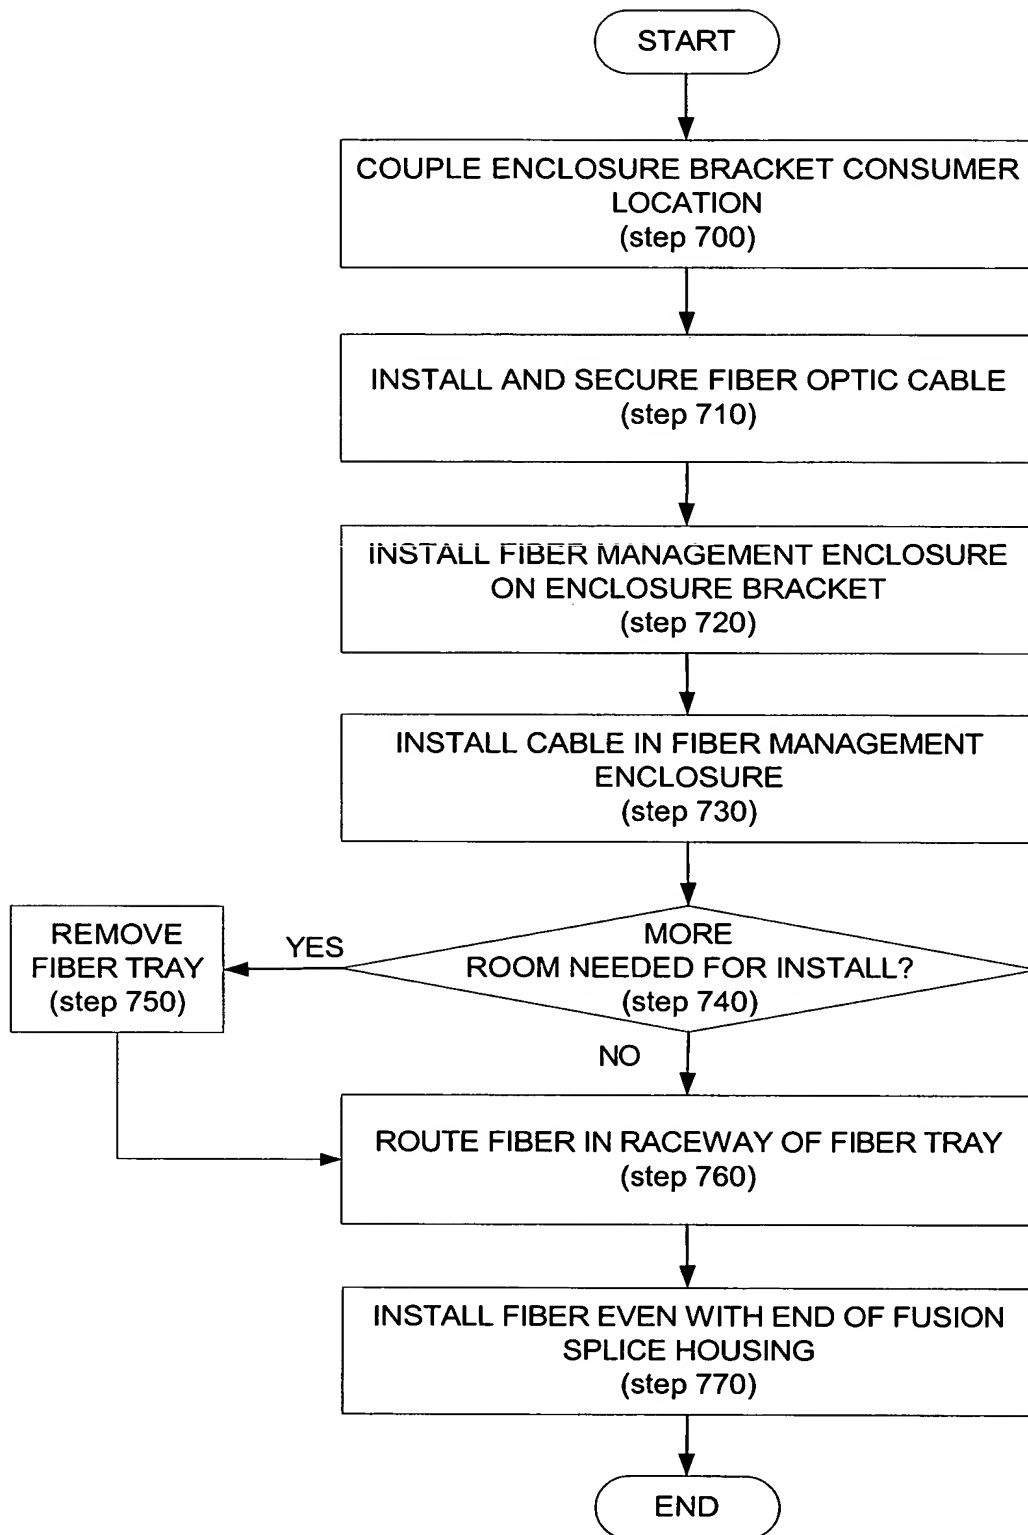 START
COUPLE ENCLOSURE BRACKET CONSUMER
LOCATION
(step 700)
INSTALL AND SECURE FIBER OPTIC CABLE
(step 710)
INSTALL FIBER MANAGEMENT ENCLOSURE
ON ENCLOSURE BRACKET
(step 720)
INSTALL CABLE IN FIBER MANAGEMENT
ENCLOSURE
(step 730)
MORE
ROOM NEEDED FOR INSTALL?
(step 740)
YES
REMOVE
FIBER TRAY
(step 750)
NO
ROUTE FIBER IN RACEWAY OF FIBER TRAY
(step 760)
INSTALL FIBER EVEN WITH END OF FUSION
SPLICE HOUSING
(step 770)
END